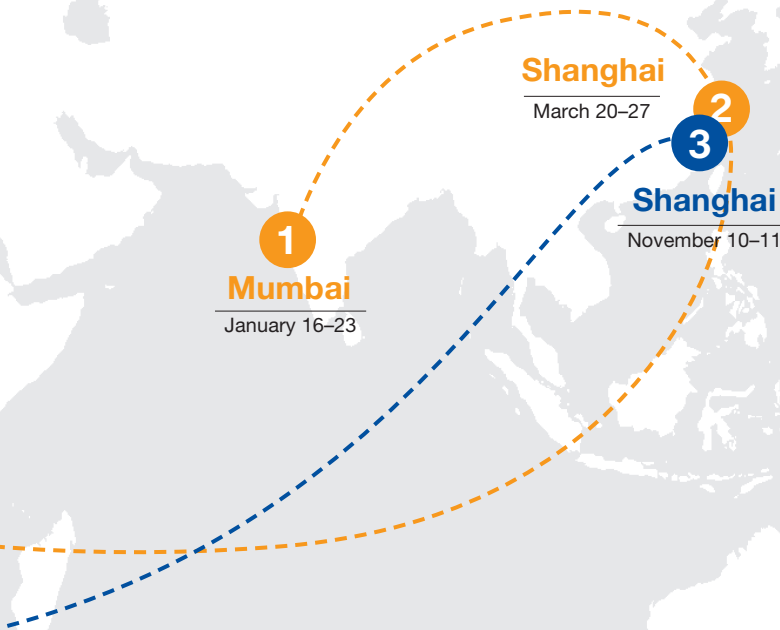 Shanghai
March 20–27
2
3
Shanghai
November 10–11
1
Mumbai
January 16–23